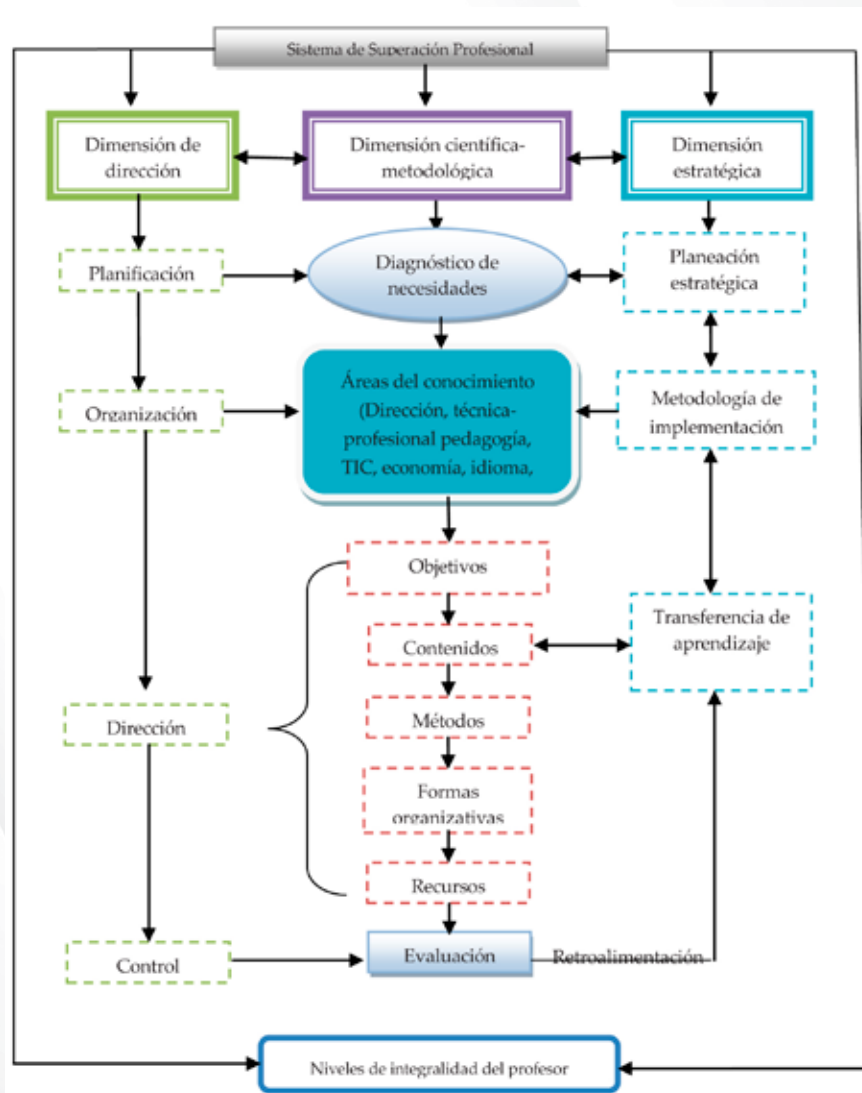 Sistema de Superación Profesional
Dimensión de
dirección
Dimensión científica-
metodológica
Dimensión
estratégica
Planificación
Diagnóstico de
necesidades
Planeación
estratégica
Organización
Áreas del conocimiento
(Dirección, técnica-
profesional pedagogía,
TIC, economía, idioma,
Metodología de
implementación
Objetivos
Contenidos
Transferencia de
aprendizaje
Dirección
Métodos
Formas
organizativas
Recursos
Control
Evaluación
Retroalimentación
Niveles de integralidad del profesor